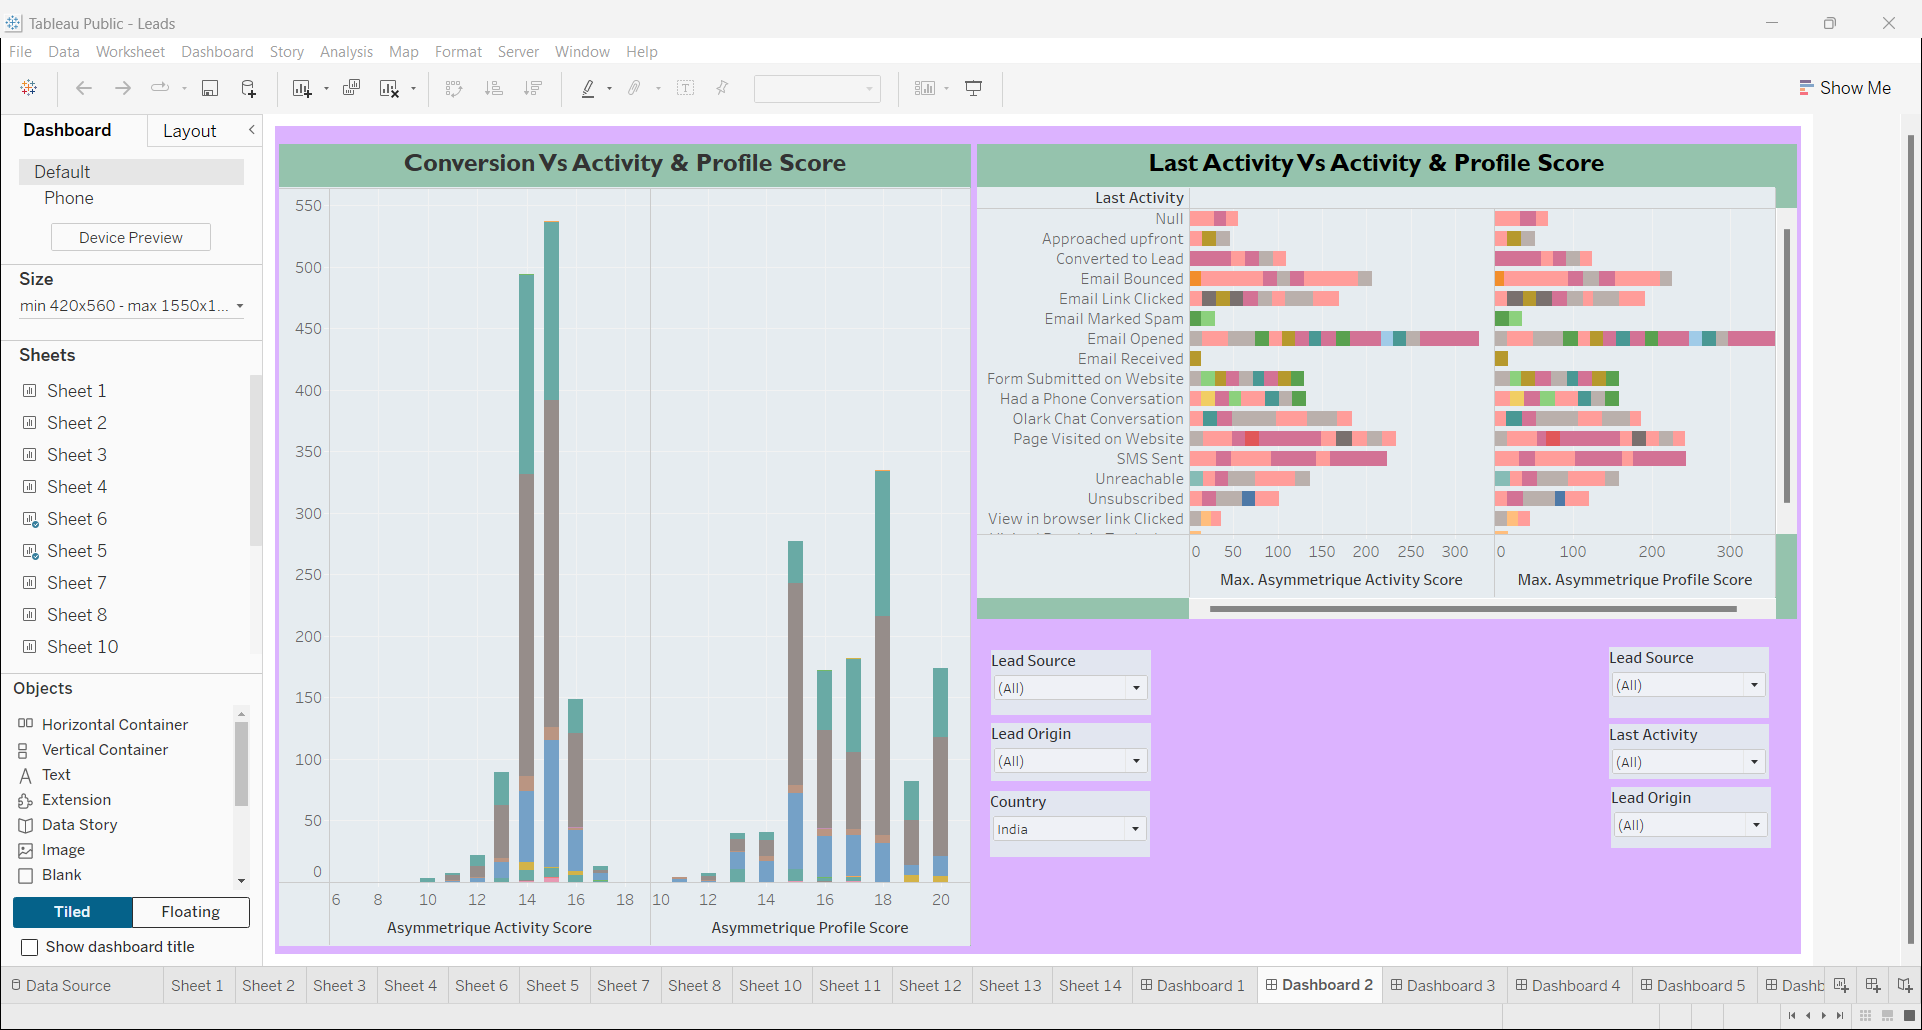 Tableau Public - Leads
File Data Worksheet Dashboard Story Analysis Map Format Server Window Help
Show Me
Dashboard Layout
Default
Phone
Device Preview
Size
min 420x560 - max 1550x1...
Sheets
Sheet 1
Sheet 2
Sheet 3
Sheet 4
Sheet 6
Sheet 5
Sheet 7
Sheet 8
Sheet 10
Objects
Horizontal Container
Vertical Container
Text
Extension
Data Story
Image
Blank
Tiled Floating
Show dashboard title
Conversion Vs Activity & Profile Score
550
500
450
400
350
300
250
200
150
100
50
0
6 8 10 12 14 16 18 10 12 14 16 18 20
Asymmetrique Activity Score Asymmetrique Profile Score
Last Activity Vs Activity & Profile Score
Last Activity
Null
Approached upfront
Converted to Lead
Email Bounced
Email Link Clicked
Email Marked Spam
Email Opened
Email Received
Form Submitted on Website
Had a Phone Conversation
Olark Chat Conversation
Page Visited on Website
SMS Sent
Unreachable
Unsubscribed
View in browser link Clicked
0 50 100 150 200 250 300 0 100 200 300
Max. Asymmetrique Activity Score Max. Asymmetrique Profile Score
Lead Source
(All)
Lead Origin
(All)
Country
India
Lead Source
(All)
Last Activity
(All)
Lead Origin
(All)
Data Source Sheet 1 Sheet 2 Sheet 3 Sheet 4 Sheet 6 Sheet 5 Sheet 7 Sheet 8 Sheet 10 Sheet 11 Sheet 12 Sheet 13 Sheet 14 Dashboard 1 Dashboard 2 Dashboard 3 Dashboard 4 Dashboard 5 Dashb